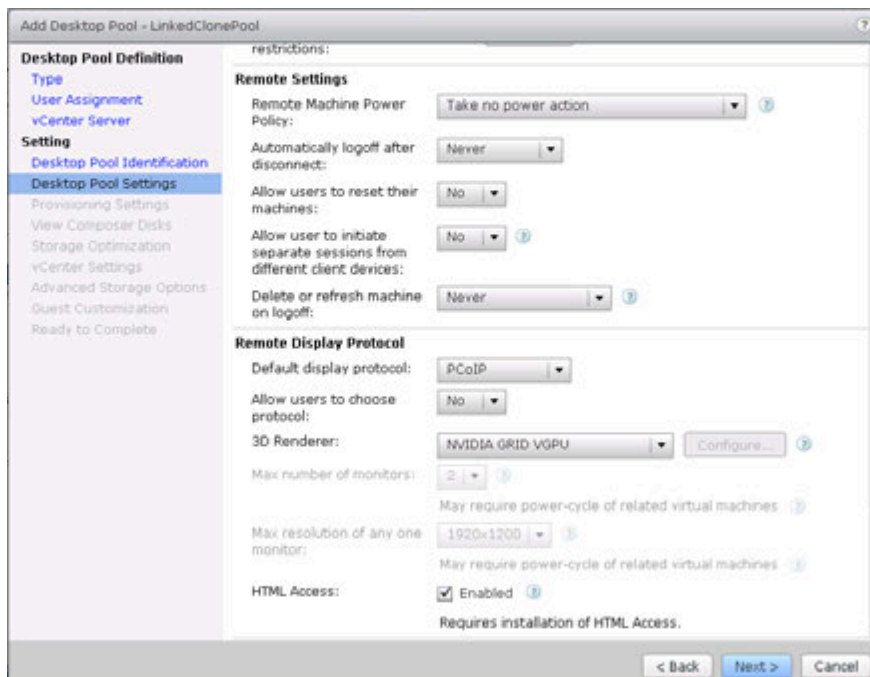 Add Desktop Pool - LinkedClonePool
Desktop Pool Definition
Type
User Assignment
vCenter Server
Setting
Desktop Pool Identification
Desktop Pool Settings
Provisioning Settings
View Composer Disks
Storage Optimization
vCenter Settings
Advanced Storage Options
Guest Customization
Ready to Complete
restrictions:
Remote Settings
Remote Machine Power
Policy:
Take no power action
?
Automatically logoff after
disconnect:
Never
Allow users to reset their
machines:
No
Allow user to initiate
separate sessions from
different client devices:
No
?
Delete or refresh machine
on logoff:
Never
?
Remote Display Protocol
Default display protocol:
PCoIP
Allow users to choose
protocol:
No
3D Renderer:
NVIDIA GRID VGPU
Configure...
?
Max number of monitors:
2
?
May require power-cycle of related virtual machines
?
Max resolution of any one
monitor:
1920x1200
?
May require power-cycle of related virtual machines
?
HTML Access:
Enabled
?
Requires installation of HTML Access.
< Back
Next >
Cancel